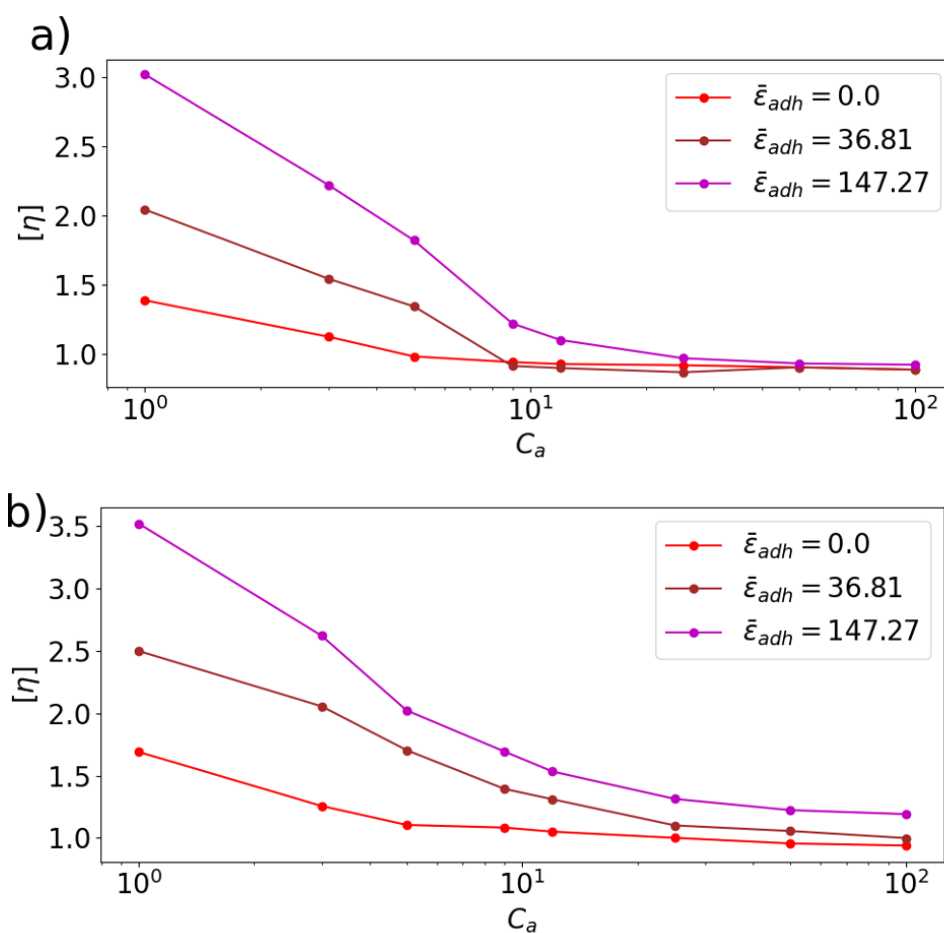 a)
3.0
2.5
2.0
1.5
1.0
[η]
ε̄adh = 0.0
ε̄adh = 36.81
ε̄adh = 147.27
10⁰
10¹
10²
Cₐ
b)
3.5
3.0
2.5
2.0
1.5
1.0
[η]
ε̄adh = 0.0
ε̄adh = 36.81
ε̄adh = 147.27
10⁰
10¹
10²
Cₐ